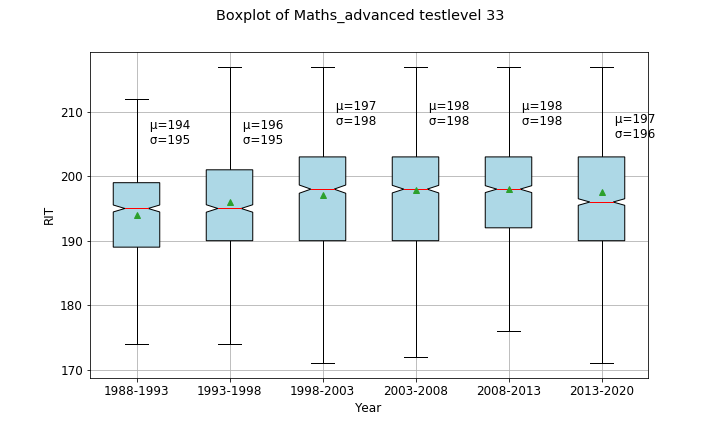 Boxplot of Maths_advanced testlevel 33
RIT
210
200
190
180
170
μ=194
σ=195
μ=196
σ=195
μ=197
σ=198
μ=198
σ=198
μ=198
σ=198
μ=197
σ=196
1988-1993
1993-1998
1998-2003
2003-2008
2008-2013
2013-2020
Year